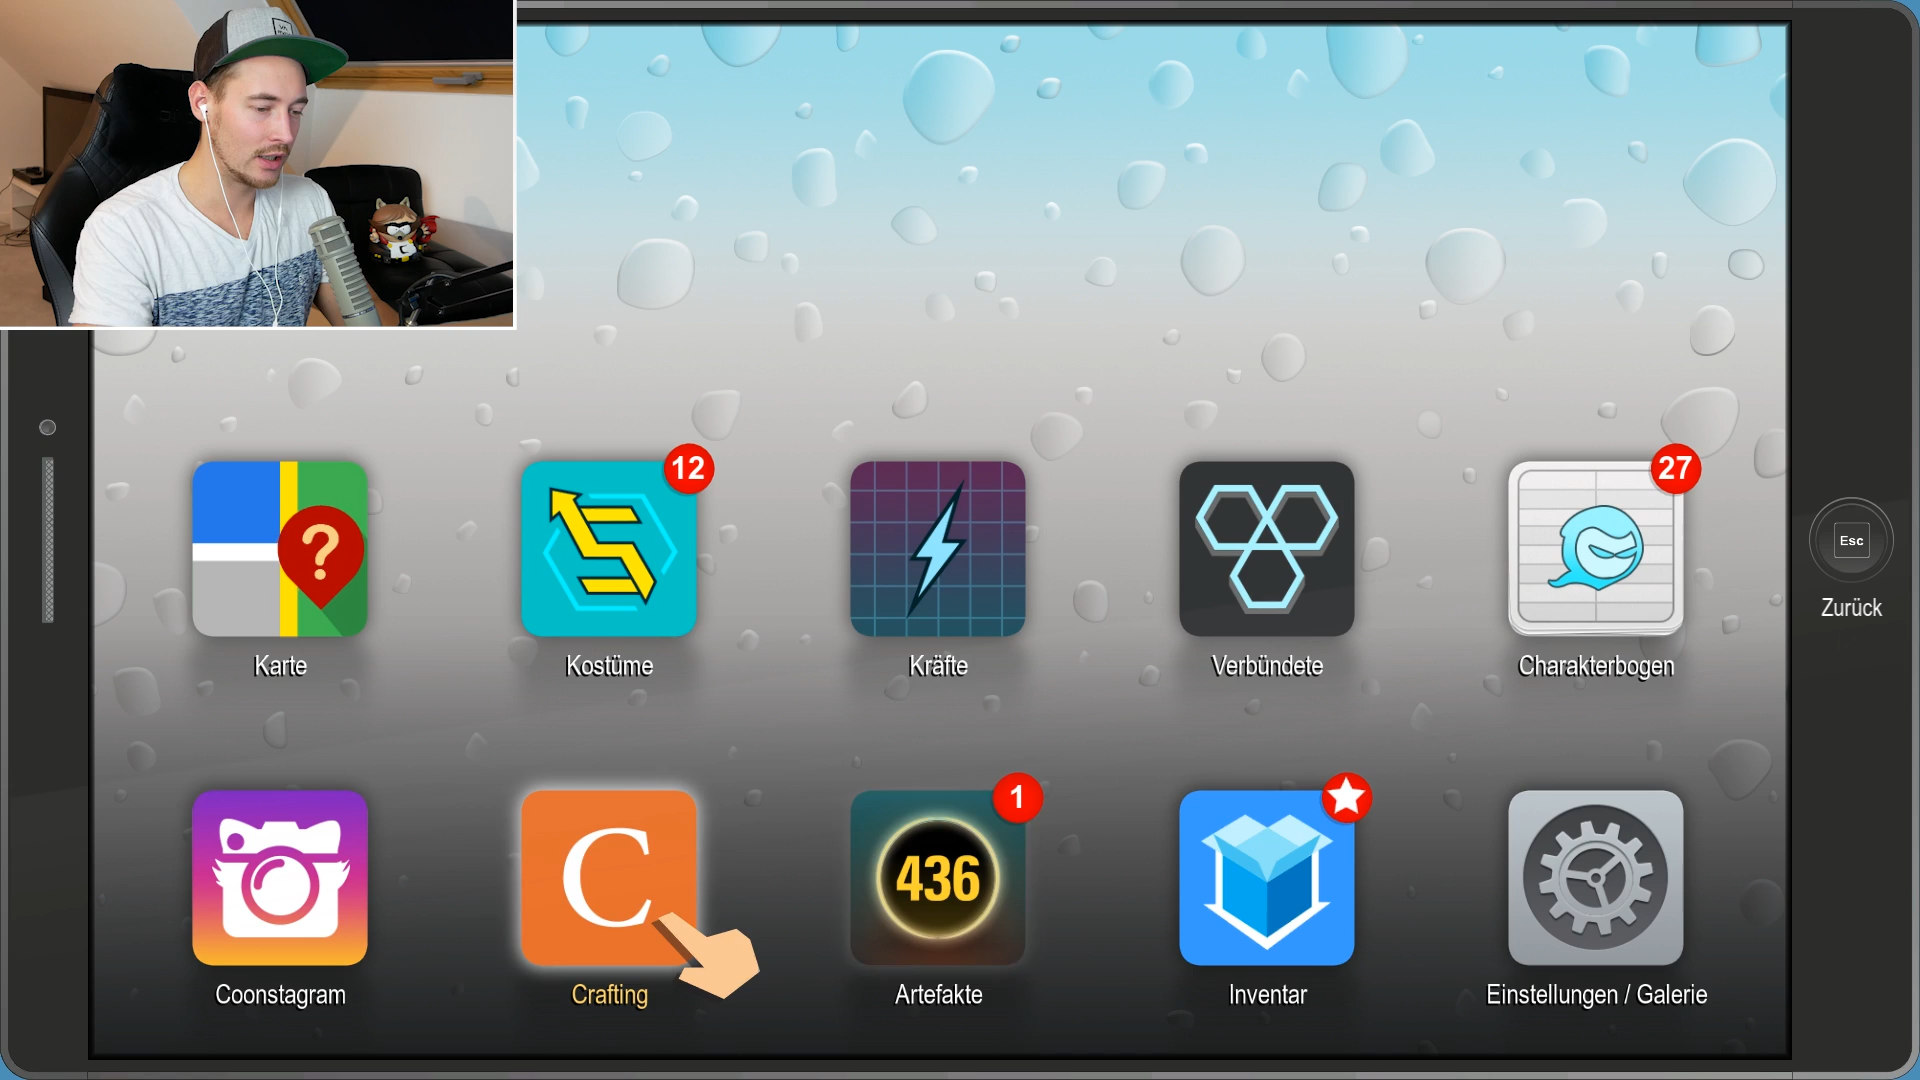 12
27
Karte
Kostüme
Kräfte
Verbündete
Charakterbogen
Esc
Zurück
1
C
436
Coonstagram
Crafting
Artefakte
Inventar
Einstellungen / Galerie